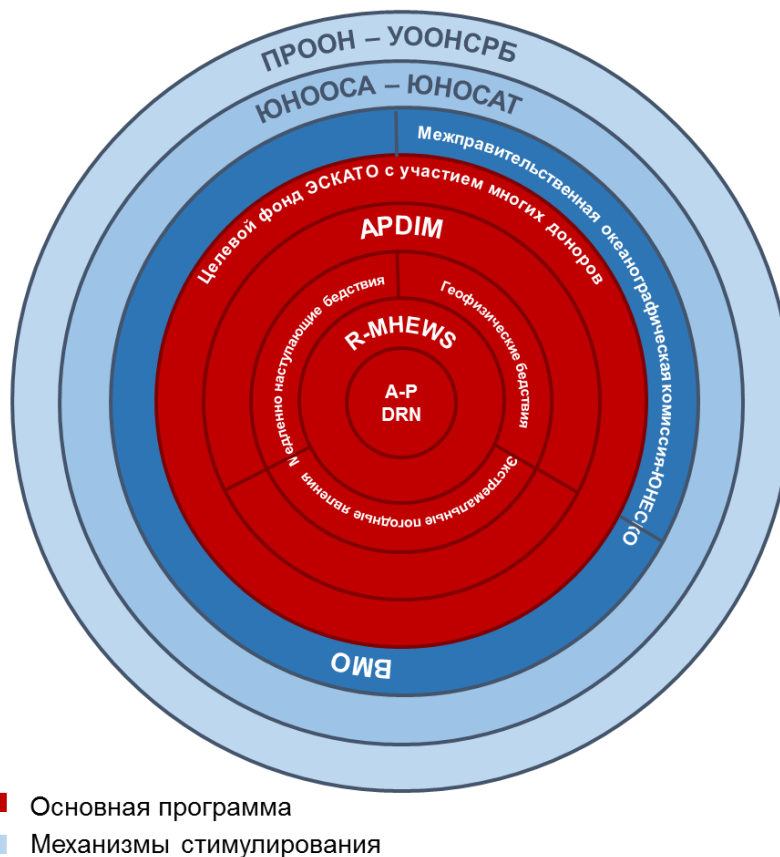 ПРООН – УООНСРБ
ЮНООСА – ЮНОСАТ
Межправительственная океанографическая комиссия-ЮНЕСКО
Целевой фонд ЭСКАТО с участием многих доноров
APDIM
Медленно наступающие бедствия
Геофизические бедствия
R-MHEWS
A-P
DRN
Экстремальные погодные явления
ВМО
Основная программа
Механизмы стимулирования